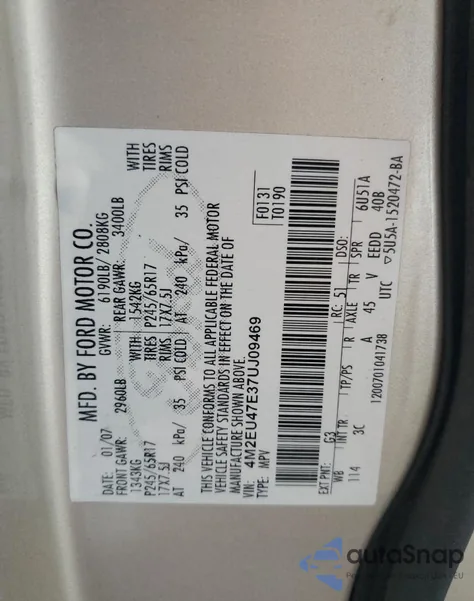 MFD. BY FORD MOTOR CO.
DATE: 01/07 GVWR: 6190LB/ 2808KG
FRONT GAWR: 2960LB REAR GAWR: 3400LB
1343KG WITH 1542KG WITH
P245/65R17 TIRES P245/65R17 TIRES
17X7.5J RIMS 17X7.5J RIMS
AT 240 kPa/ 35 PSI COLD AT 240 kPa/ 35 PSI COLD
THIS VEHICLE CONFORMS TO ALL APPLICABLE FEDERAL MOTOR
VEHICLE SAFETY STANDARDS IN EFFECT ON THE DATE OF
MANUFACTURE SHOWN ABOVE.
VIN: 4M2EU47E37UJ09469
TYPE: MPV
F0131
T0190
EXT PNT: G3 RC: 51 DSO:
WB INT TR TP/PS R AXLE TR SPR 6U51A
114 3C A 45 V EEDD 40B
120070104173B UTC ▽5U5A-1520472-BA
autoSnap